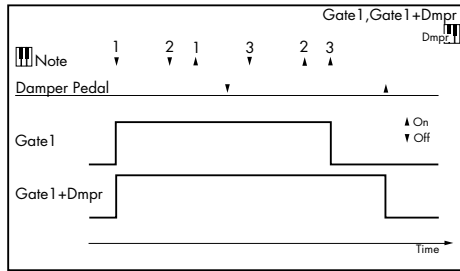 Gate1,Gate1+Dmpr
Dmpr
1 2 1 3 2 3
Note
Damper Pedal
On
Gate1
Off
Gate1+Dmpr
Time